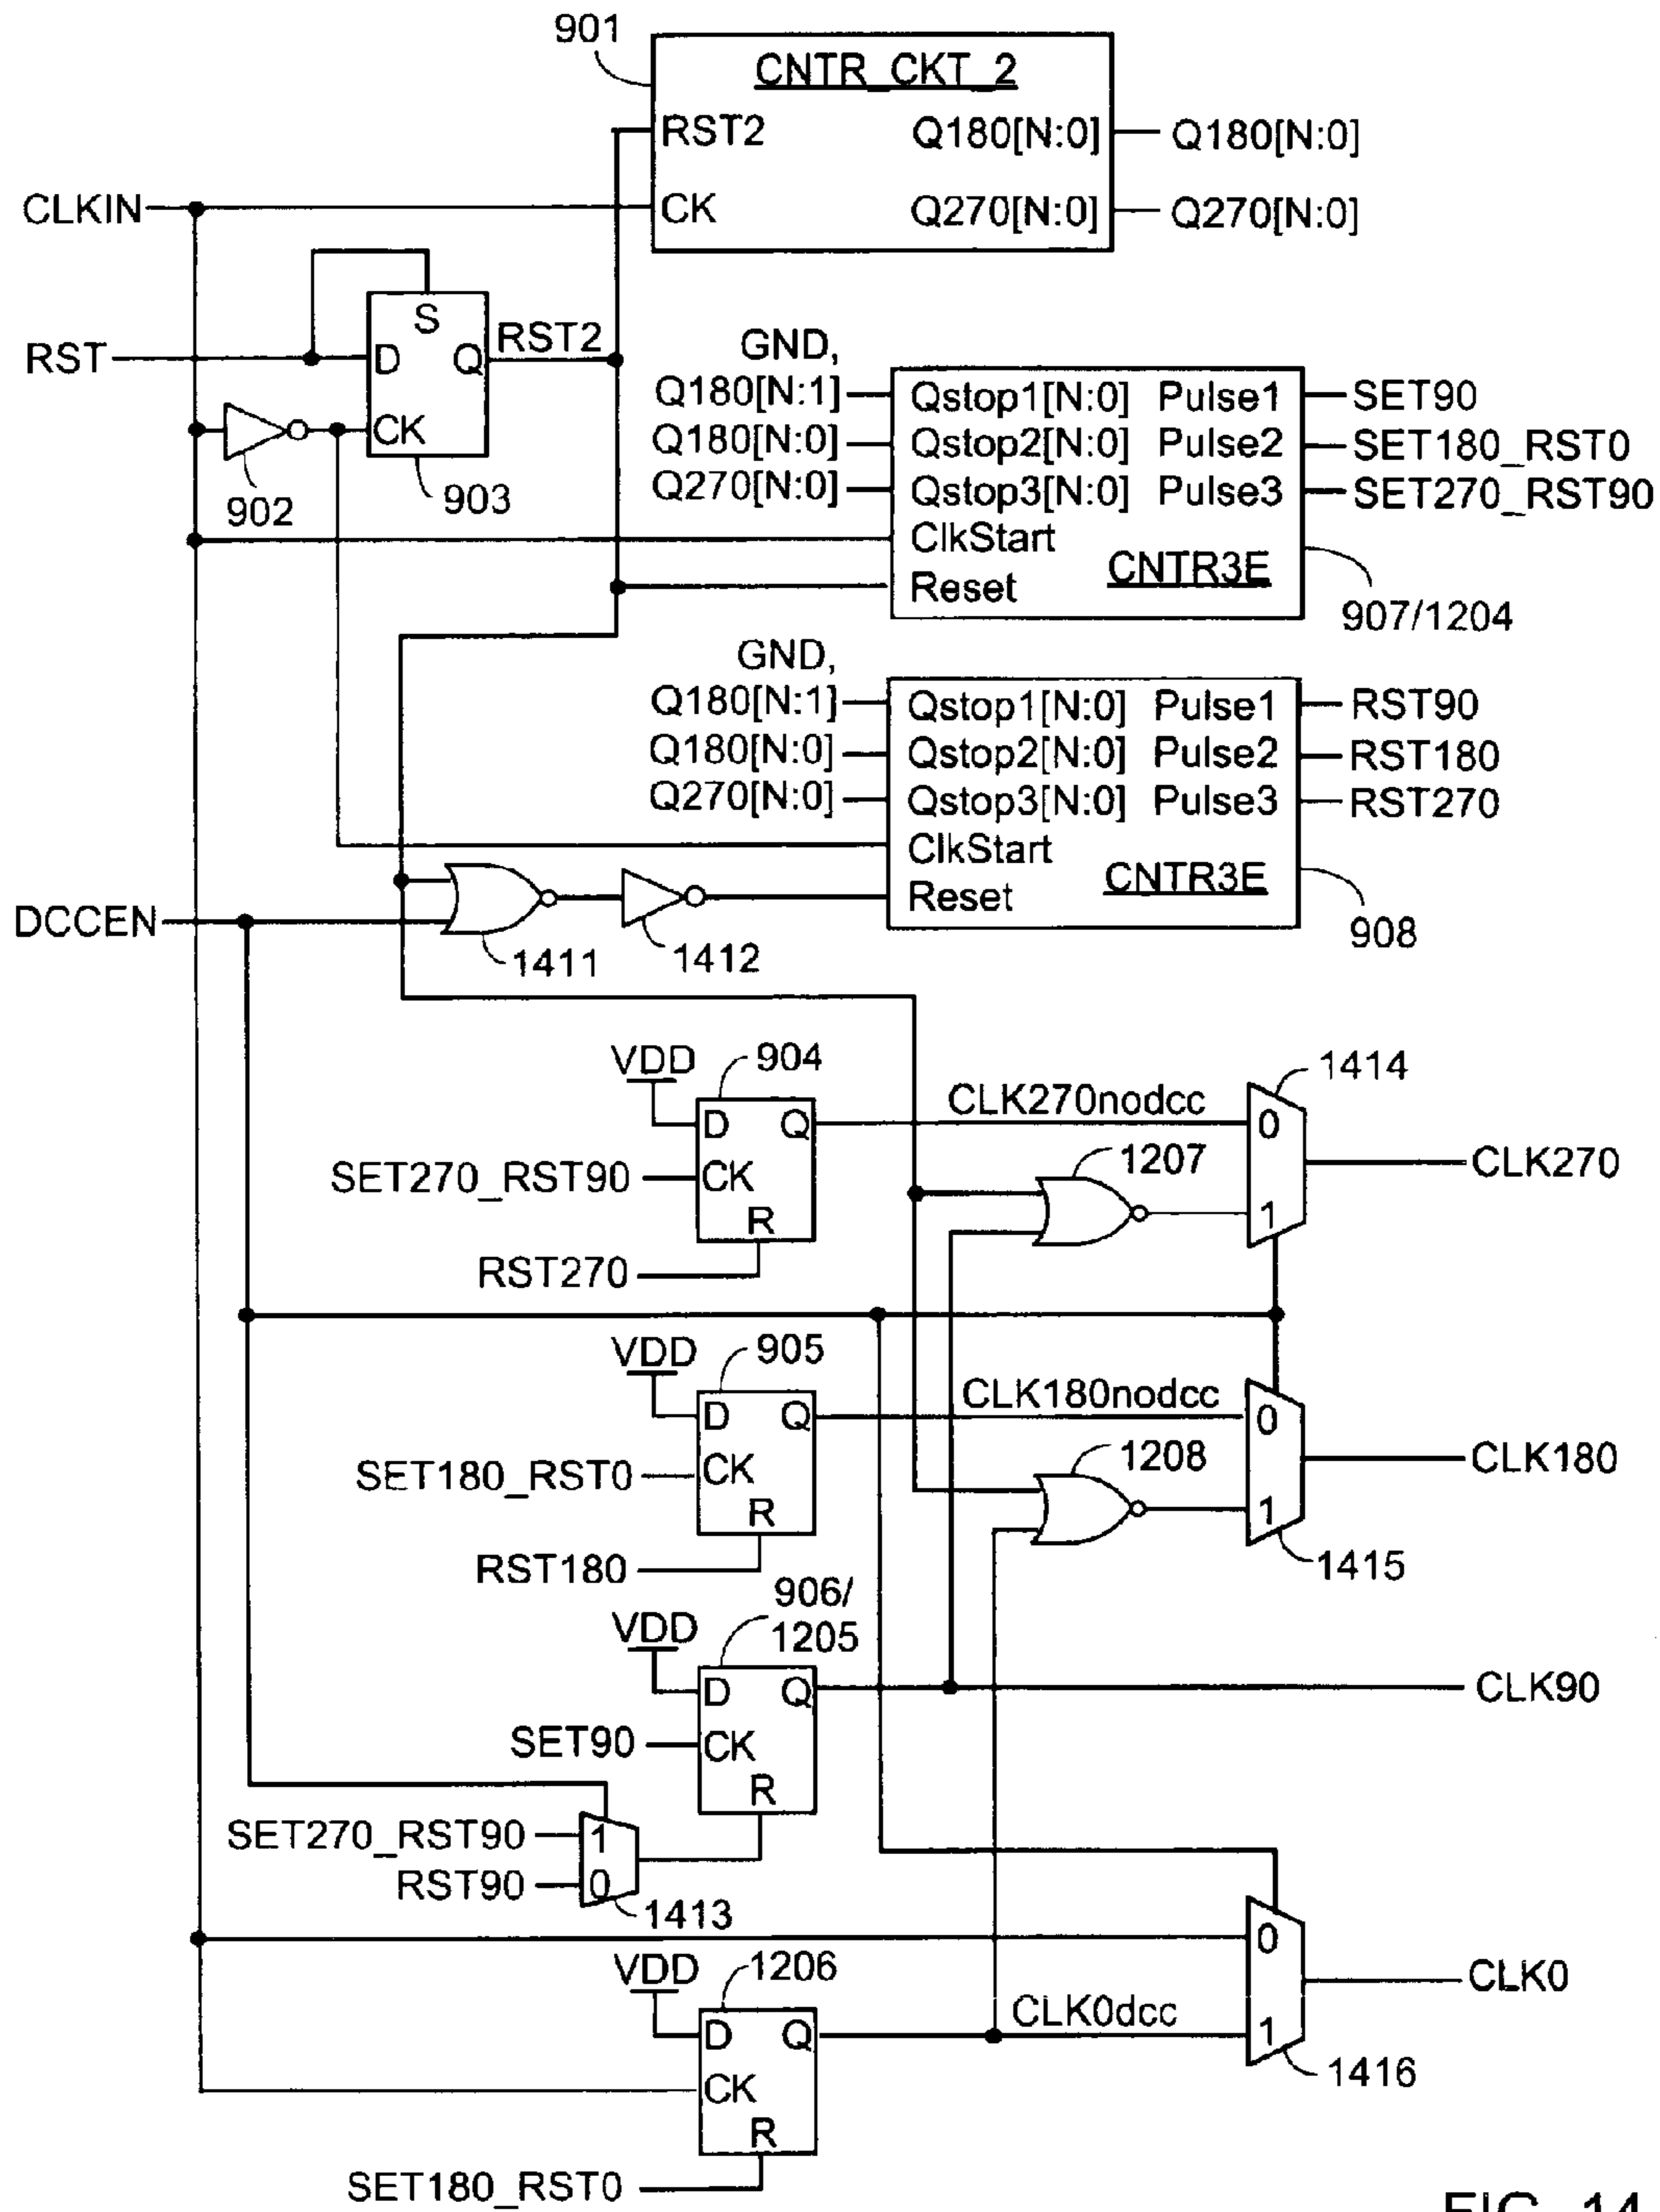 901
CNTR_CKT_2
RST2 Q180[N:0] Q180[N:0]
CLKIN CK Q270[N:0] Q270[N:0]
S
RST D Q RST2
CK
902 903
GND,
Q180[N:1] Qstop1[N:0] Pulse1 SET90
Q180[N:0] Qstop2[N:0] Pulse2 SET180_RST0
Q270[N:0] Qstop3[N:0] Pulse3 SET270_RST90
ClkStart
CNTR3E
Reset
907/1204
GND,
Q180[N:1] Qstop1[N:0] Pulse1 RST90
Q180[N:0] Qstop2[N:0] Pulse2 RST180
Q270[N:0] Qstop3[N:0] Pulse3 RST270
ClkStart
CNTR3E
Reset
908
DCCEN
1411 1412
VDD 904 1414
D Q CLK270nodcc 0
SET270_RST90 CK 1207 CLK270
R 1
RST270
VDD 905
D Q CLK180nodcc 0
SET180_RST0 CK 1208 CLK180
R 1
RST180 1415
906/
1205
VDD
D Q CLK90
SET90 CK
R
SET270_RST90 1
RST90 0
1413
0
VDD 1206 CLK0
D Q CLK0dcc 1
1416
CK
R
SET180_RST0
FIG. 14